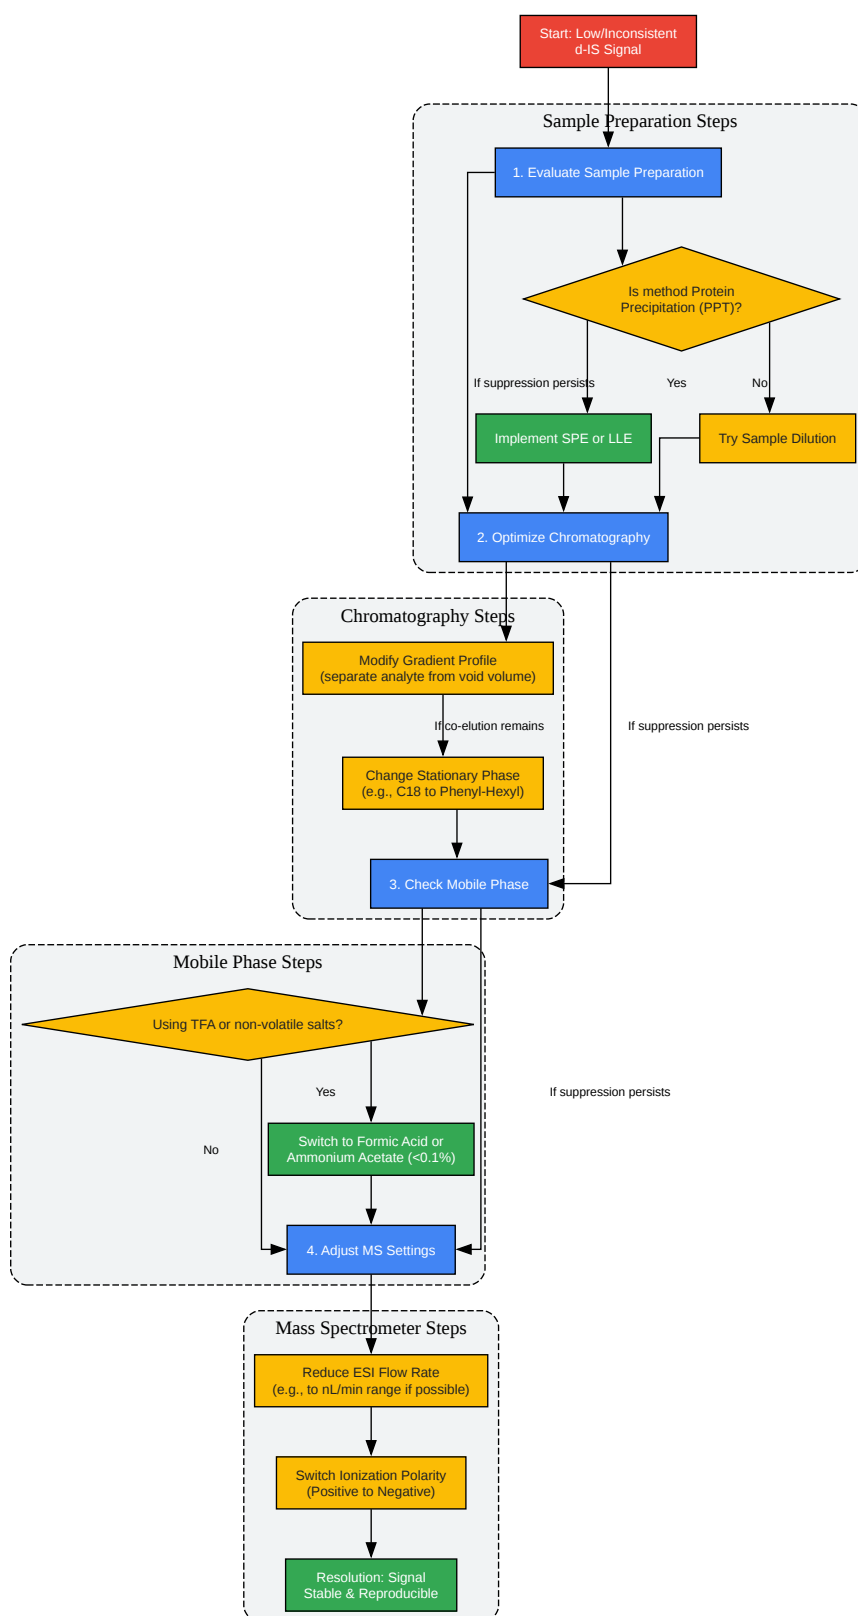 Start: Low/Inconsistent
d-IS Signal
Sample Preparation Steps
1. Evaluate Sample Preparation
Is method Protein
Precipitation (PPT)?
If suppression persists
Yes
No
Implement SPE or LLE
Try Sample Dilution
2. Optimize Chromatography
Chromatography Steps
Modify Gradient Profile
(separate analyte from void volume)
If co-elution remains
If suppression persists
Change Stationary Phase
(e.g., C18 to Phenyl-Hexyl)
3. Check Mobile Phase
Mobile Phase Steps
Using TFA or non-volatile salts?
Yes
If suppression persists
No
Switch to Formic Acid or
Ammonium Acetate (<0.1%)
4. Adjust MS Settings
Mass Spectrometer Steps
Reduce ESI Flow Rate
(e.g., to nL/min range if possible)
Switch Ionization Polarity
(Positive to Negative)
Resolution: Signal
Stable & Reproducible